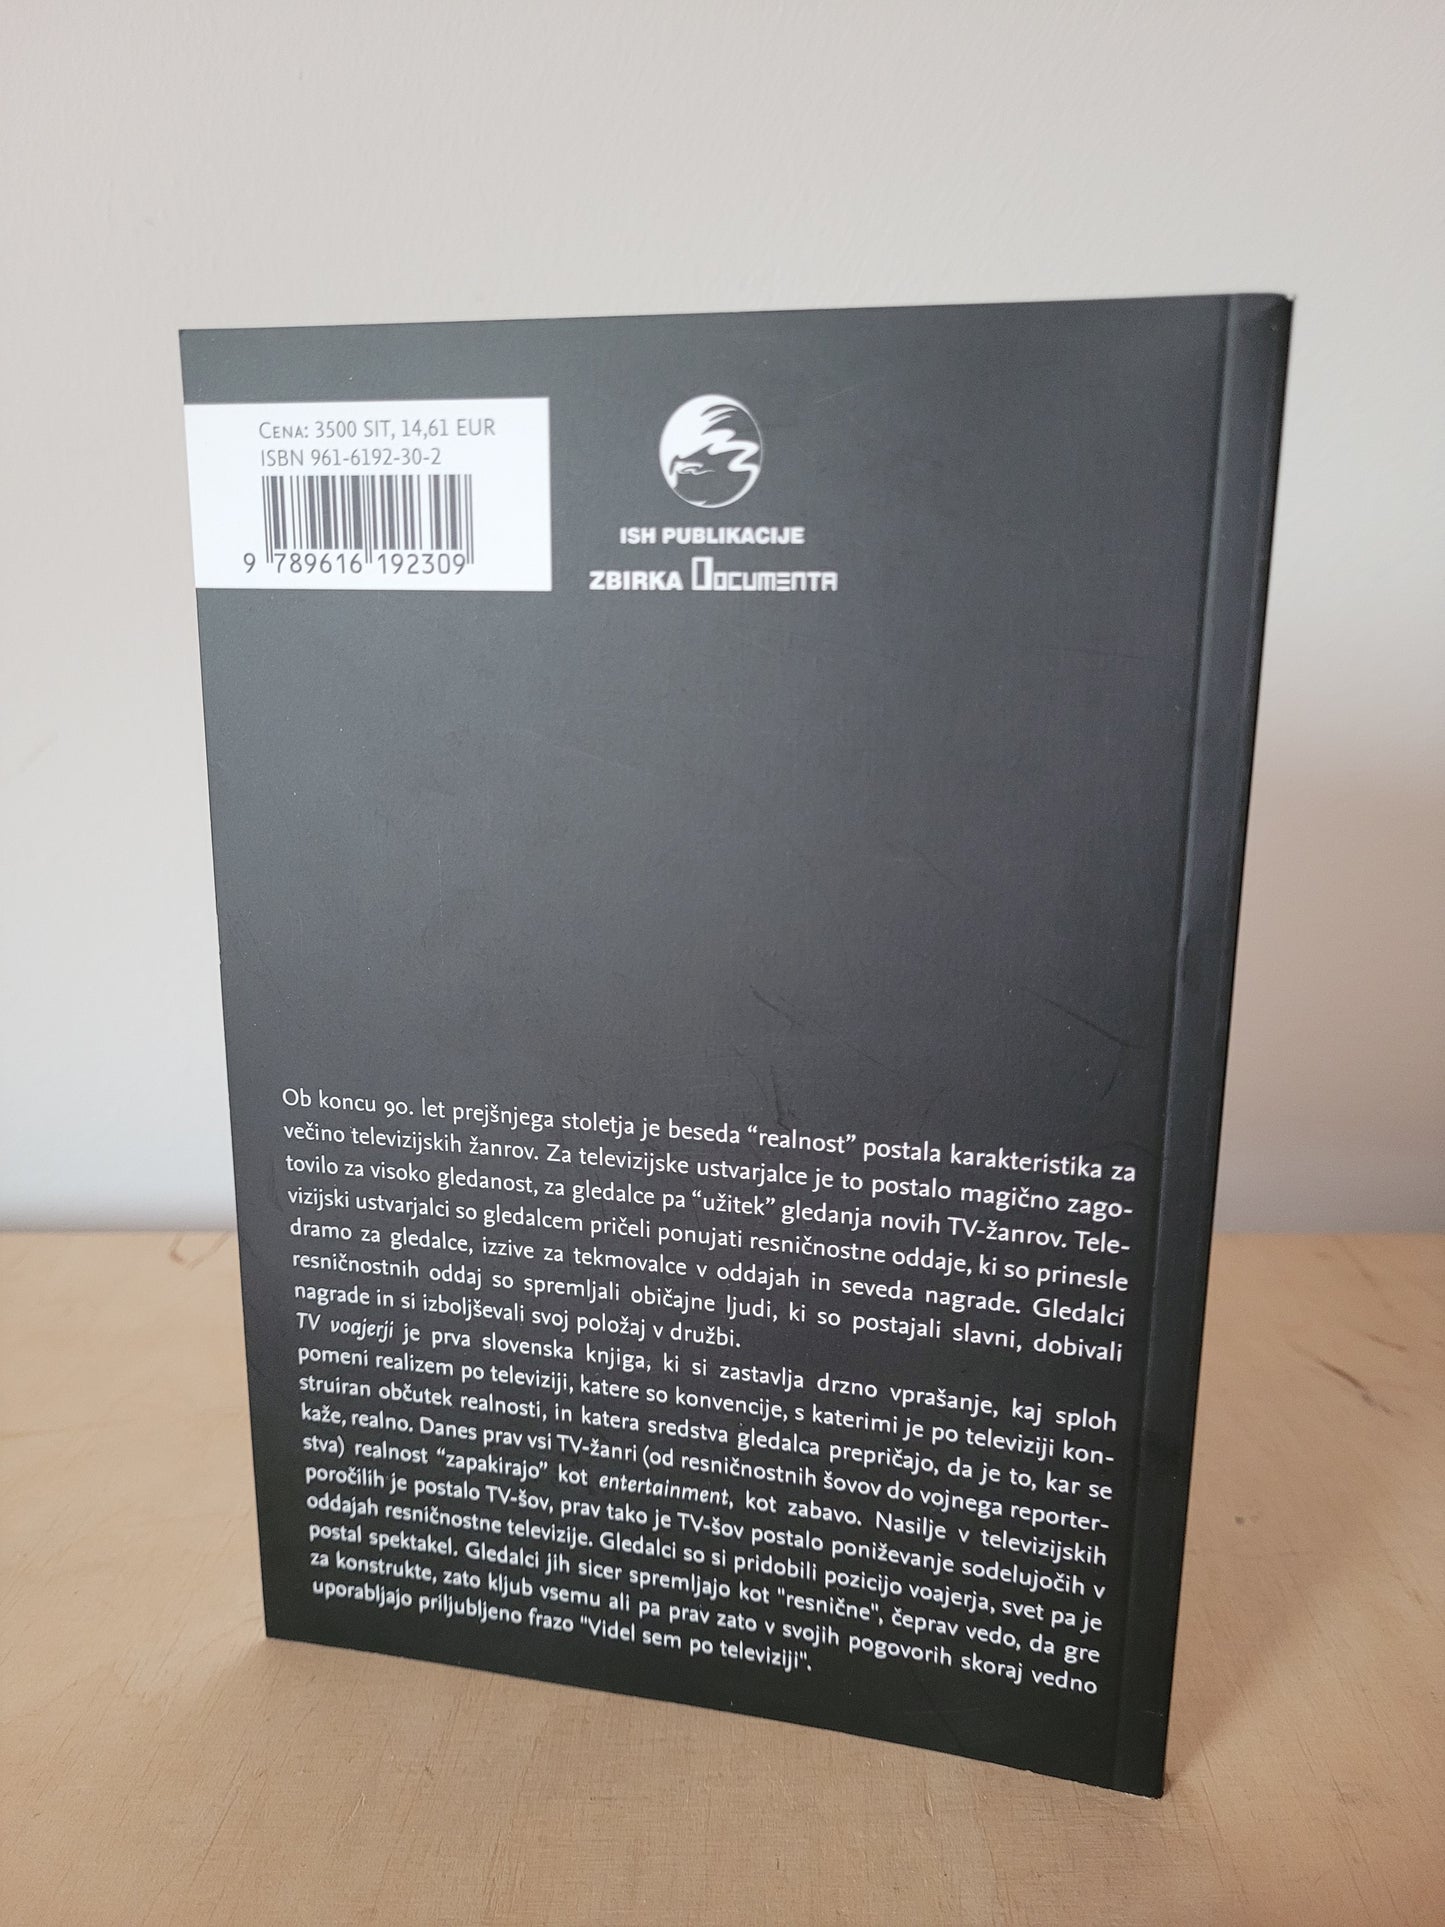 CENA: 3500 SIT, 14,61 EUR
ISBN 961-6192-30-2
9 789616 192309
ISH PUBLIKACIJE
ZBIRKA DOCUMENTA
Ob koncu 90. let prejšnjega stoletja je beseda “realnost” postala karakteristika za
večino televizijskih žanrov. Za televizijske ustvarjalce je to postalo magično zago-
tovilo za visoko gledanost, za gledalce pa “užitek” gledanja novih TV-žanrov. Tele-
vizijski ustvarjalci so gledalcem pričeli ponujati resničnostne oddaje, ki so prinesle
dramo za gledalce, izzive za tekmovalce v oddajah in seveda nagrade. Gledalci
resničnostnih oddaj so spremljali običajne ljudi, ki so postajali slavni, dobivali
nagrade in si izboljševali svoj položaj v družbi.
TV voajerji je prva slovenska knjiga, ki si zastavlja drzno vprašanje, kaj sploh
pomeni realizem po televiziji, katere so konvencije, s katerimi je po televiziji kon-
struiran občutek realnosti, in katera sredstva gledalca prepričajo, da je to, kar se
kaže, realno. Danes prav vsi TV-žanri (od resničnostnih šovov do vojnega reporter-
stva) realnost “zapakirajo” kot entertainment, kot zabavo. Nasilje v televizijskih
poročilih je postalo TV-šov, prav tako je TV-šov postalo poniževanje sodelujočih v
oddajah resničnostne televizije. Gledalci so si pridobili pozicijo voajerja, svet pa je
postal spektakel. Gledalci jih sicer spremljajo kot "resnične", čeprav vedo, da gre
za konstrukte, zato kljub vsemu ali pa prav zato v svojih pogovorih skoraj vedno
uporabljajo priljubljeno frazo "Videl sem po televiziji".